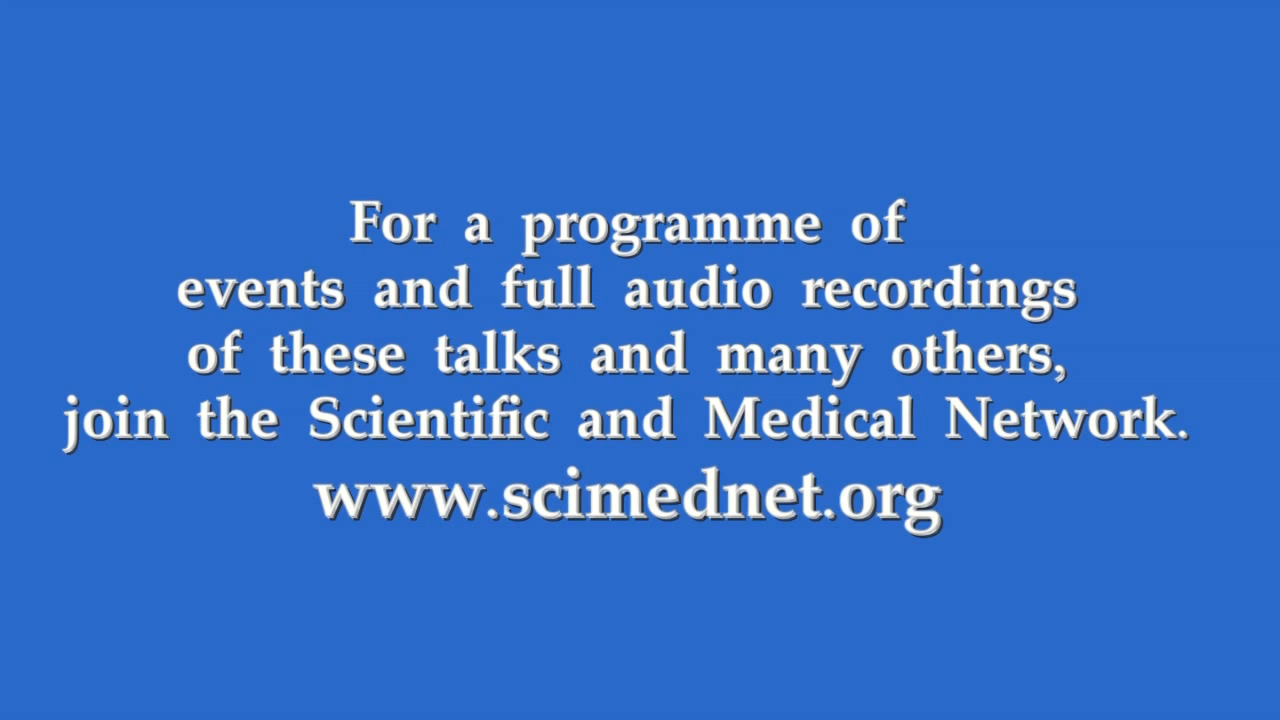 For a programme of
events and full audio recordings
of these talks and many others,
join the Scientific and Medical Network.
www.scimednet.org